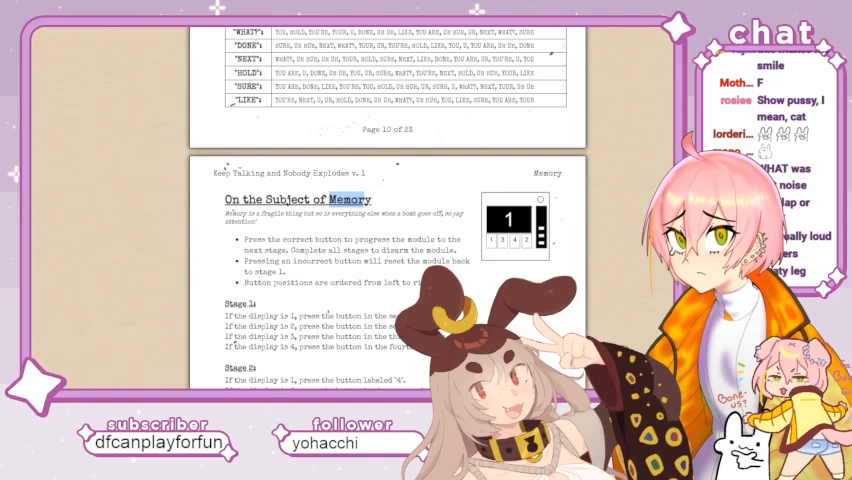 "WHAT?": YOU, HOLD, YOU'RE, YOUR, U, DONE, UH UH, LIKE, YOU ARE, UH HUH, UR, NEXT, WHAT?, SURE
"DONE": SURE, UH HUH, NEXT, WHAT?, YOUR, UR, YOU'RE, HOLD, LIKE, YOU, U, YOU ARE, UH UH, DONE
"NEXT": WHAT?, UH HUH, UH UH, YOUR, HOLD, SURE, NEXT, LIKE, DONE, YOU ARE, UR, YOU'RE, U, YOU
"HOLD": YOU ARE, U, DONE, UH UH, YOU, UR, SURE, WHAT?, YOU'RE, NEXT, HOLD, UH HUH, YOUR, LIKE
"SURE": YOU ARE, DONE, LIKE, YOU'RE, YOU, HOLD, UH HUH, UR, SURE, U, WHAT?, NEXT, YOUR, UH UH
"LIKE": YOU'RE, NEXT, U, UR, HOLD, DONE, UH UH, WHAT?, UH HUH, YOU, LIKE, SURE, YOU ARE, YOUR
Page 10 of 23
Keep Talking and Nobody Explodes v. 1
Memory
On the Subject of Memory
Memory is a fragile thing but so is everything else when a bomb goes off, so pay
attention!
Press the correct button to progress the module to the
next stage. Complete all stages to disarm the module.
Pressing an incorrect button will reset the module back
to stage 1.
Button positions are ordered from left to
1
1 3 4 2
Stage 1:
If the display is 1, press the button in the
If the display is 2, press the button in the
If the display is 3, press the button in the
If the display is 4, press the button in the
Stage 2:
If the display is 1, press the button labeled "4".
chat
smile
Moth... F
rosiee Show pussy, I
mean, cat
lorderi...
WHAT was
noise
lap or
really loud
leg
subscriber
dfcanplayforfun
follower
yohacchi
BONE-
US?